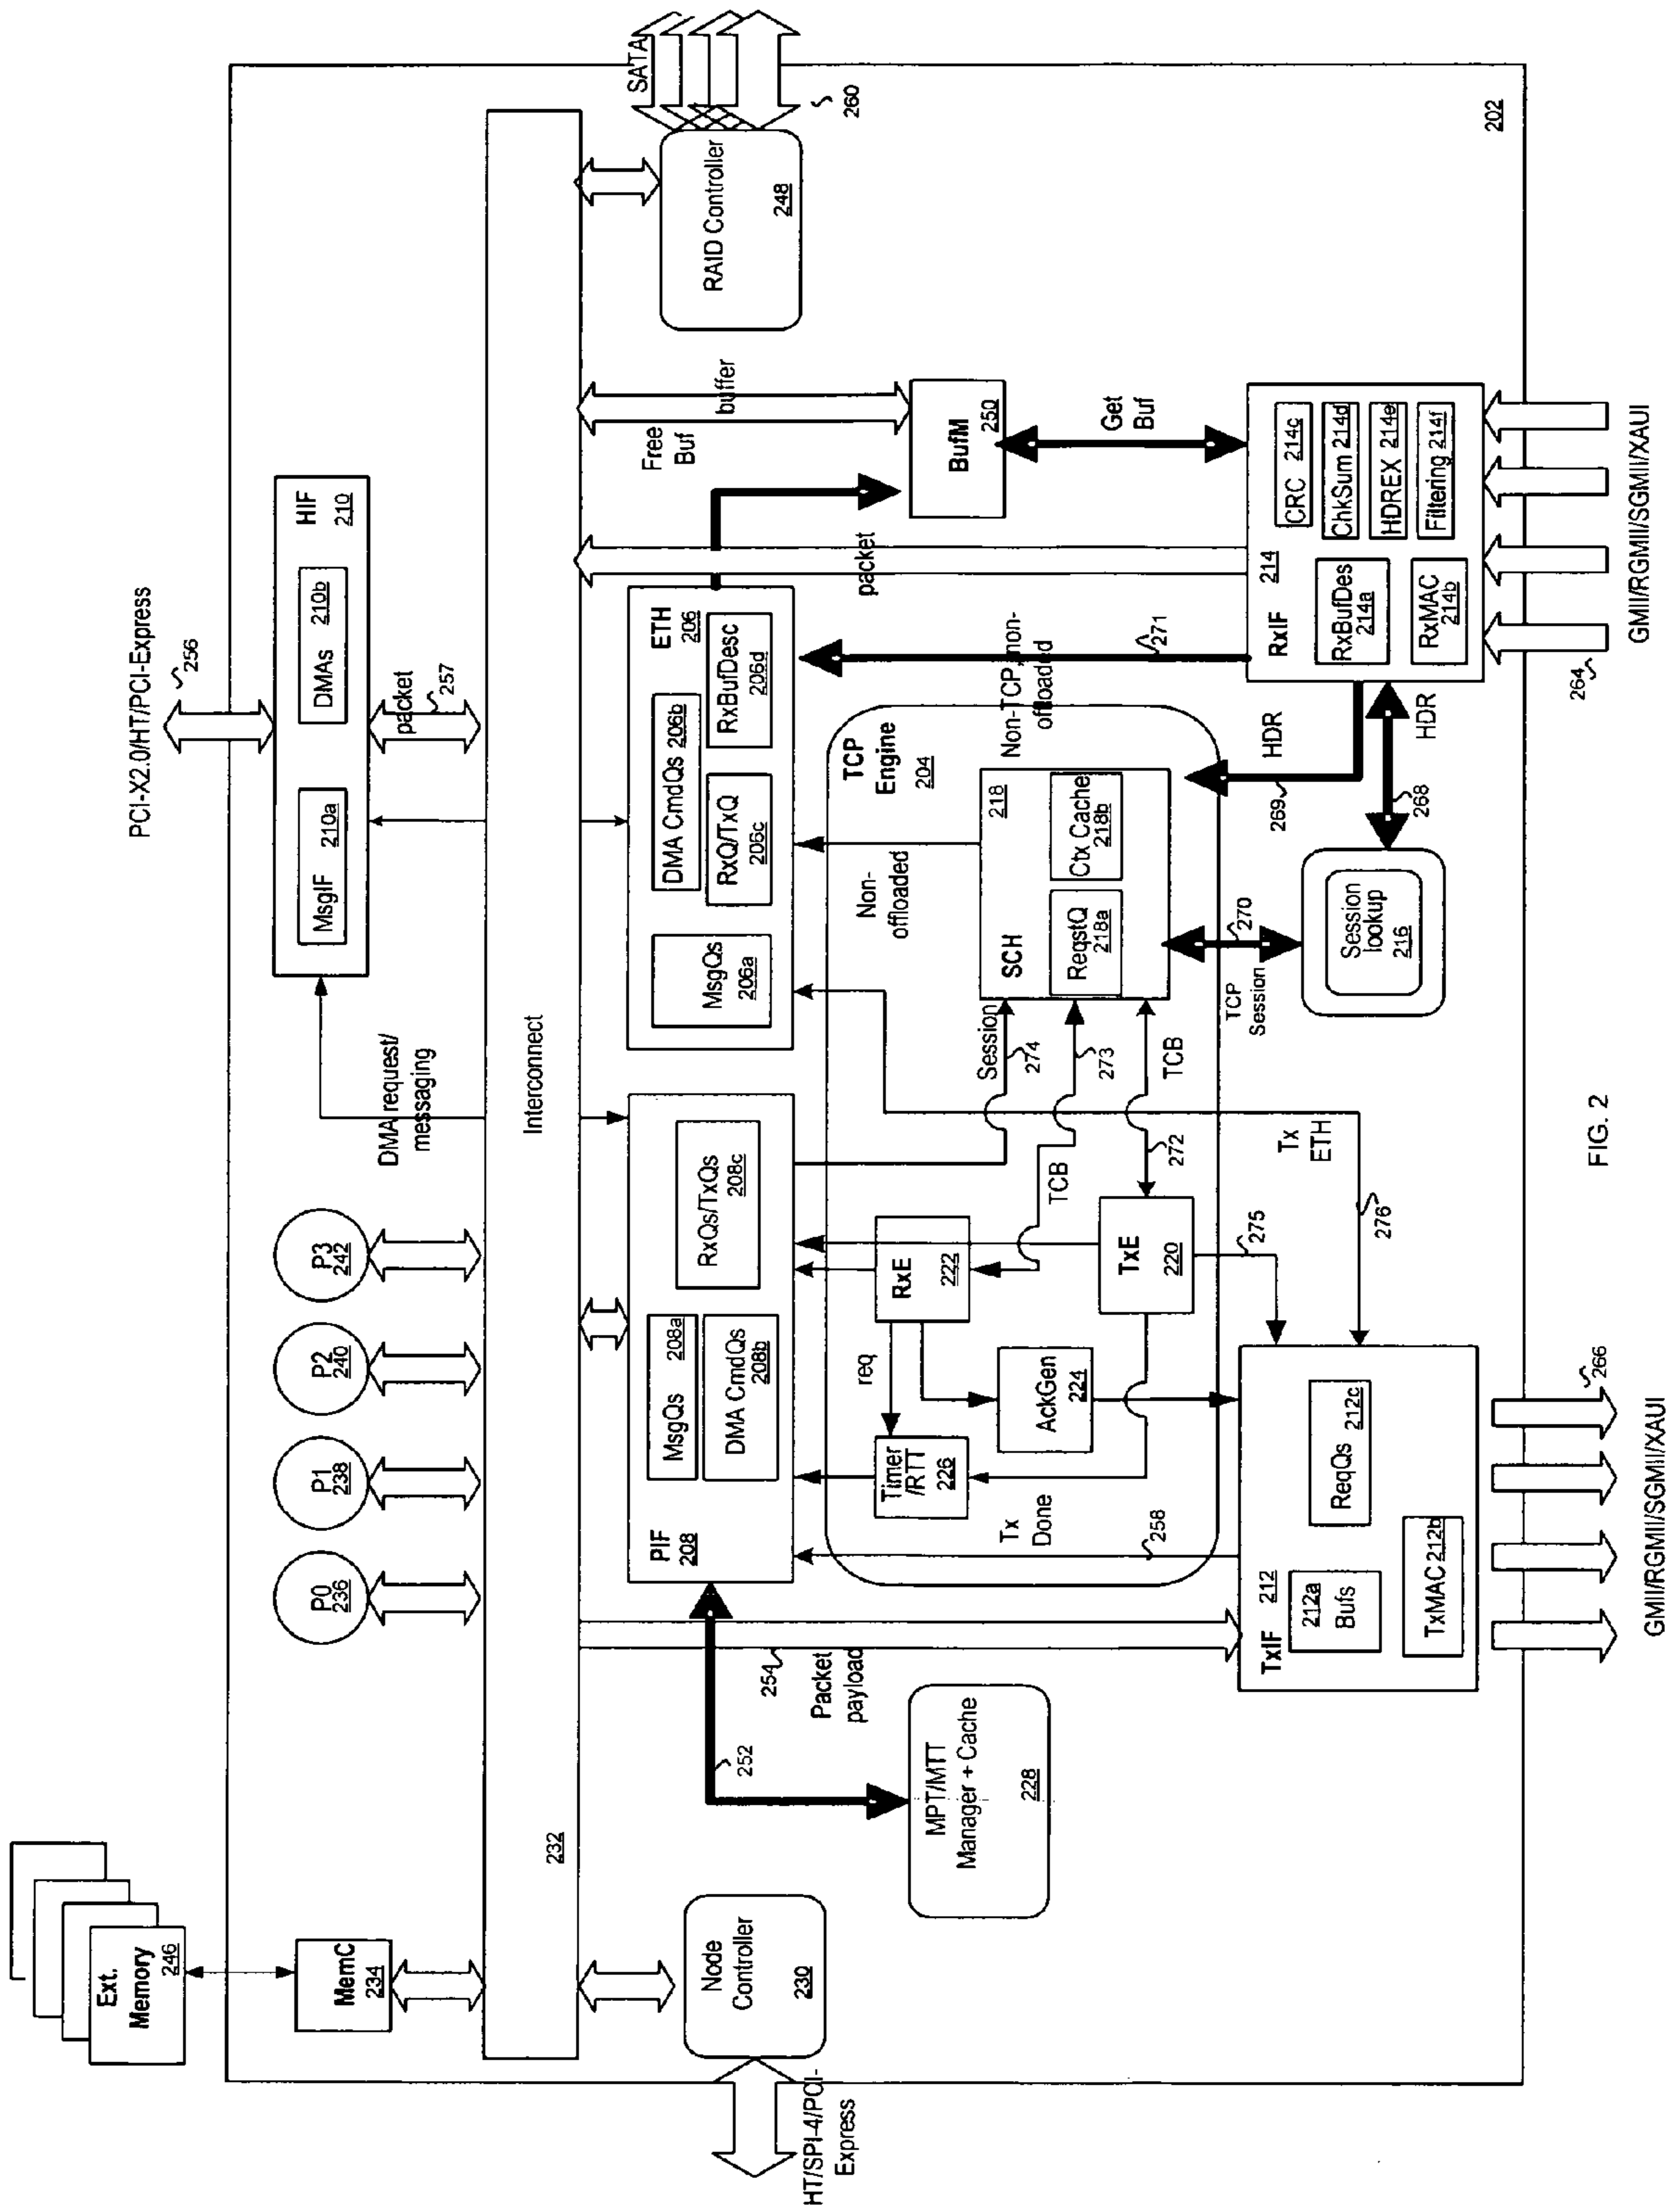 PCI-X2.0/HT/PCI-Express
256
SATA
260
202
Ext.
Memory
246
MemC
234
P0
236
P1
238
P2
240
P3
242
DMA request/
messaging
MsgIF
210a
DMAs
210b
HIF
210
packet
257
232
Interconnect
HT/SPI-4/PCI-
Express
Node
Controller
230
252
MPT/MTT
Manager + Cache
228
254
Packet
payload
PIF
208
MsgQs
208a
DMA CmdQs
208b
RxQs/TxQs
208c
MsgQs
206a
DMA CmdQs 206b
RxQ/TxQ
206c
ETH
206
RxBufDesc
206d
Free
Buf
buffer
RAID Controller
248
BufM
250
Get
Buf
packet
271
Non-TCP, non-
offloaded
TCP
Engine
204
Non-
offloaded
SCH
218
ReqstQ
218a
Ctx Cache
218b
Session
274
273
TCB
TCB
272
RxE
222
TxE
220
req
AckGen
224
Timer
/RTT
226
Tx
Done
258
275
276
Tx
ETH
TCP
Session
270
Session
lookup
216
HDR
269
HDR
268
TxIF
212
212a
Bufs
TxMAC 212b
ReqQs
212c
266
GMII/RGMII/SGMII/XAUI
RxIF
214
RxBufDes
214a
RxMAC
214b
CRC 214c
ChkSum 214d
HDREX 214e
Filtering 214f
264
GMII/RGMII/SGMII/XAUI
FIG. 2